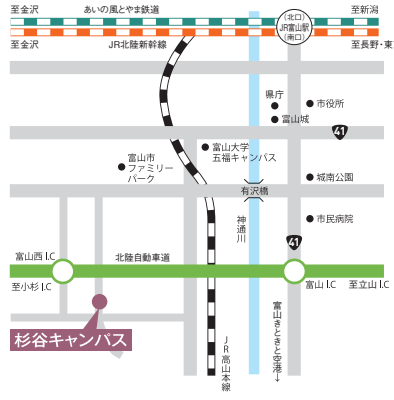 至金沢
あいの風とやま鉄道
(北口)
JR富山駅
(南口)
至新潟
至金沢
JR北陸新幹線
至長野・東
県庁
市役所
富山城
41
富山大学
五福キャンパス
富山市
ファミリー
パーク
城南公園
有沢橋
神通川
市民病院
41
富山西 I.C
北陸自動車道
至小杉 I.C
富山 I.C
至立山 I.C
杉谷キャンパス
JR高山本線
富山きときと空港→